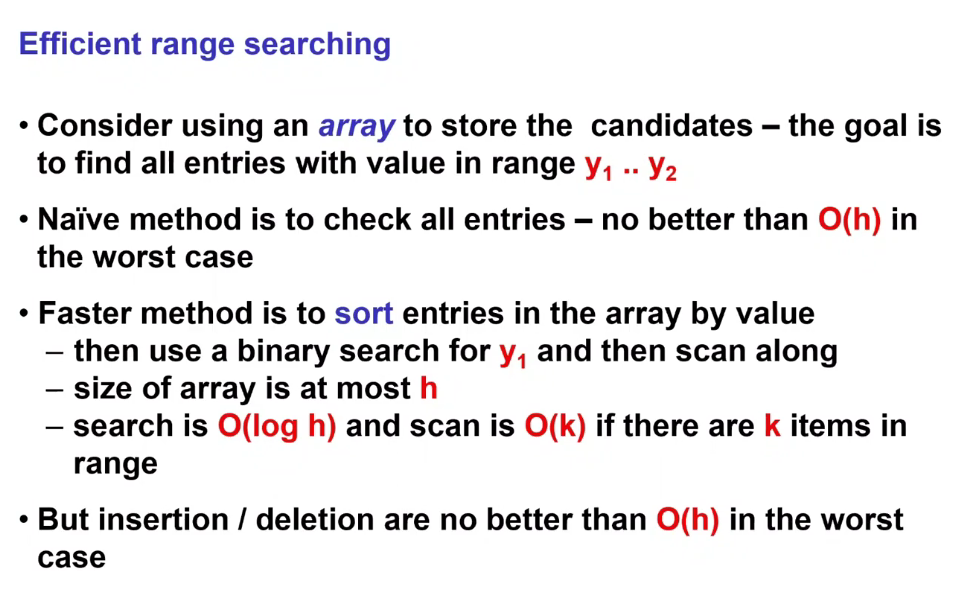 Efficient range searching
• Consider using an array to store the candidates – the goal is
to find all entries with value in range y₁ .. y₂
• Naïve method is to check all entries – no better than O(h) in
the worst case
• Faster method is to sort entries in the array by value
– then use a binary search for y₁ and then scan along
– size of array is at most h
– search is O(log h) and scan is O(k) if there are k items in
range
• But insertion / deletion are no better than O(h) in the worst
case